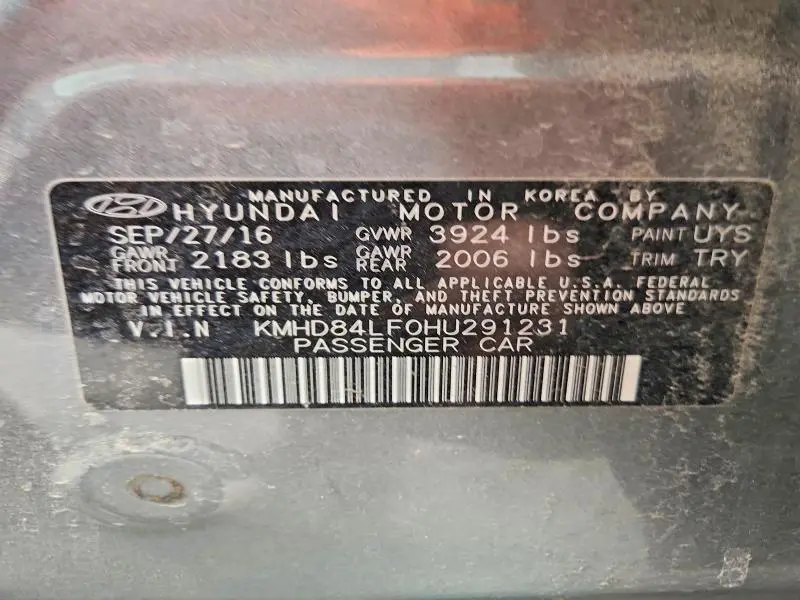 MANUFACTURED IN KOREA BY
HYUNDAI MOTOR COMPANY
SEP/27/16 GVWR 3924 lbs PAINT UYS
GAWR FRONT 2183 lbs GAWR REAR 2006 lbs TRIM TRY
THIS VEHICLE CONFORMS TO ALL APPLICABLE U.S.A. FEDERAL
MOTOR VEHICLE SAFETY, BUMPER, AND THEFT PREVENTION STANDARDS
IN EFFECT ON THE DATE OF MANUFACTURE SHOWN ABOVE
V.I.N KMHD84LF0HU291231
PASSENGER CAR